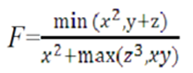 F= min (x²,y+z) / x²+max(z³,xy)